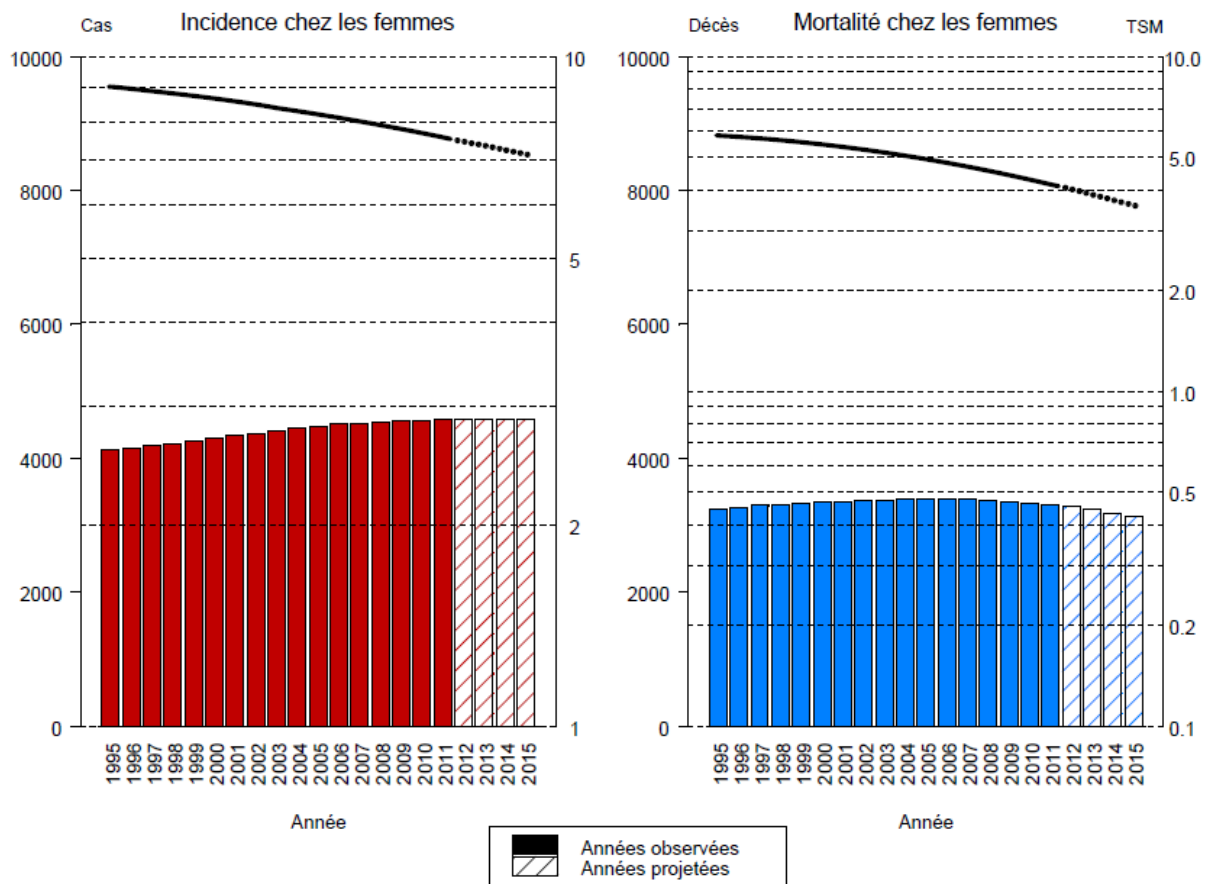 Cas Incidence chez les femmes
10000
8000
6000
4000
2000
0
10
5
2
1
1995 1996 1997 1998 1999 2000 2001 2002 2003 2004 2005 2006 2007 2008 2009 2010 2011 2012 2013 2014 2015
Année
Décès Mortalité chez les femmes TSM
10000
8000
6000
4000
2000
0
10.0
5.0
2.0
1.0
0.5
0.2
0.1
1995 1996 1997 1998 1999 2000 2001 2002 2003 2004 2005 2006 2007 2008 2009 2010 2011 2012 2013 2014 2015
Année
Années observées
Années projetées